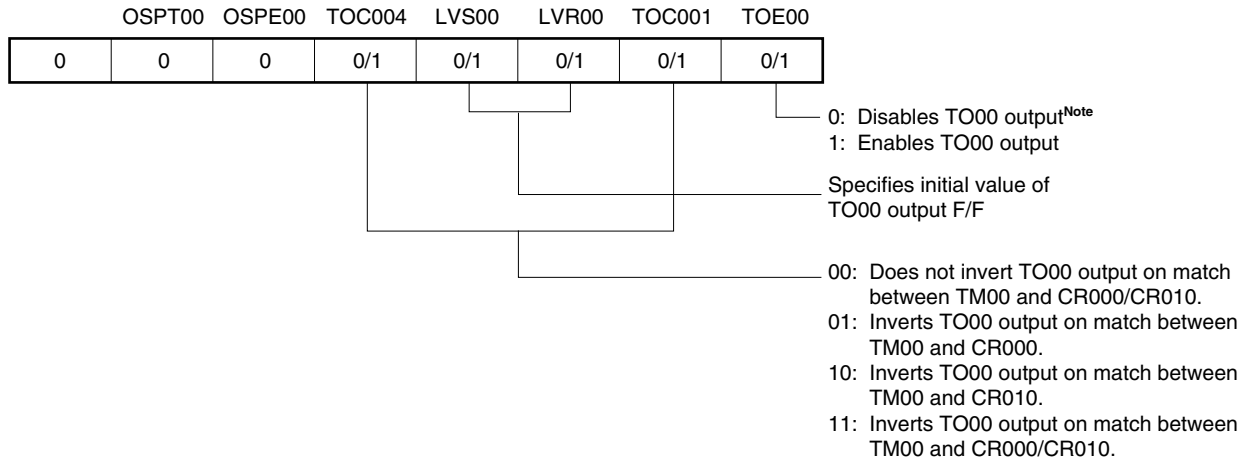 OSPT00 OSPE00 TOC004 LVS00 LVR00 TOC001 TOE00
0 0 0 0/1 0/1 0/1 0/1 0/1
0: Disables TO00 outputNote
1: Enables TO00 output
Specifies initial value of
TO00 output F/F
00: Does not invert TO00 output on match
between TM00 and CR000/CR010.
01: Inverts TO00 output on match between
TM00 and CR000.
10: Inverts TO00 output on match between
TM00 and CR010.
11: Inverts TO00 output on match between
TM00 and CR000/CR010.